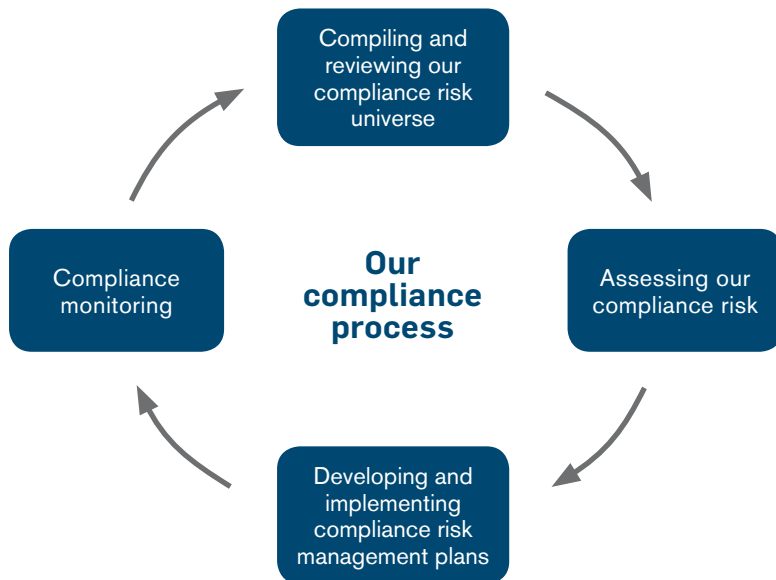 Compiling and
reviewing our
compliance risk
universe
Compliance
monitoring
Our
compliance
process
Assessing our
compliance risk
Developing and
implementing
compliance risk
management plans